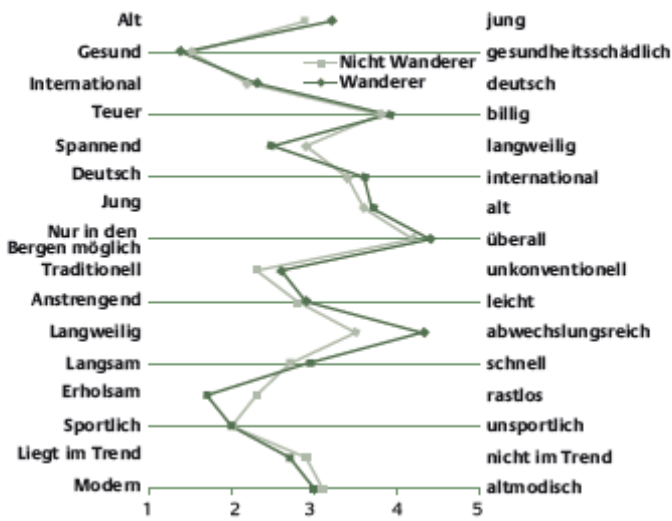 Alt jung
Gesund gesundheitsschädlich
Nicht Wanderer
International Wanderer deutsch
Teuer billig
Spannend langweilig
Deutsch international
Jung alt
Nur in den
Bergen möglich überall
Traditionell unkonventionell
Anstrengend leicht
Langweilig abwechslungsreich
Langsam schnell
Erholsam rastlos
Sportlich unsportlich
Liegt im Trend nicht im Trend
Modern altmodisch
1 2 3 4 5